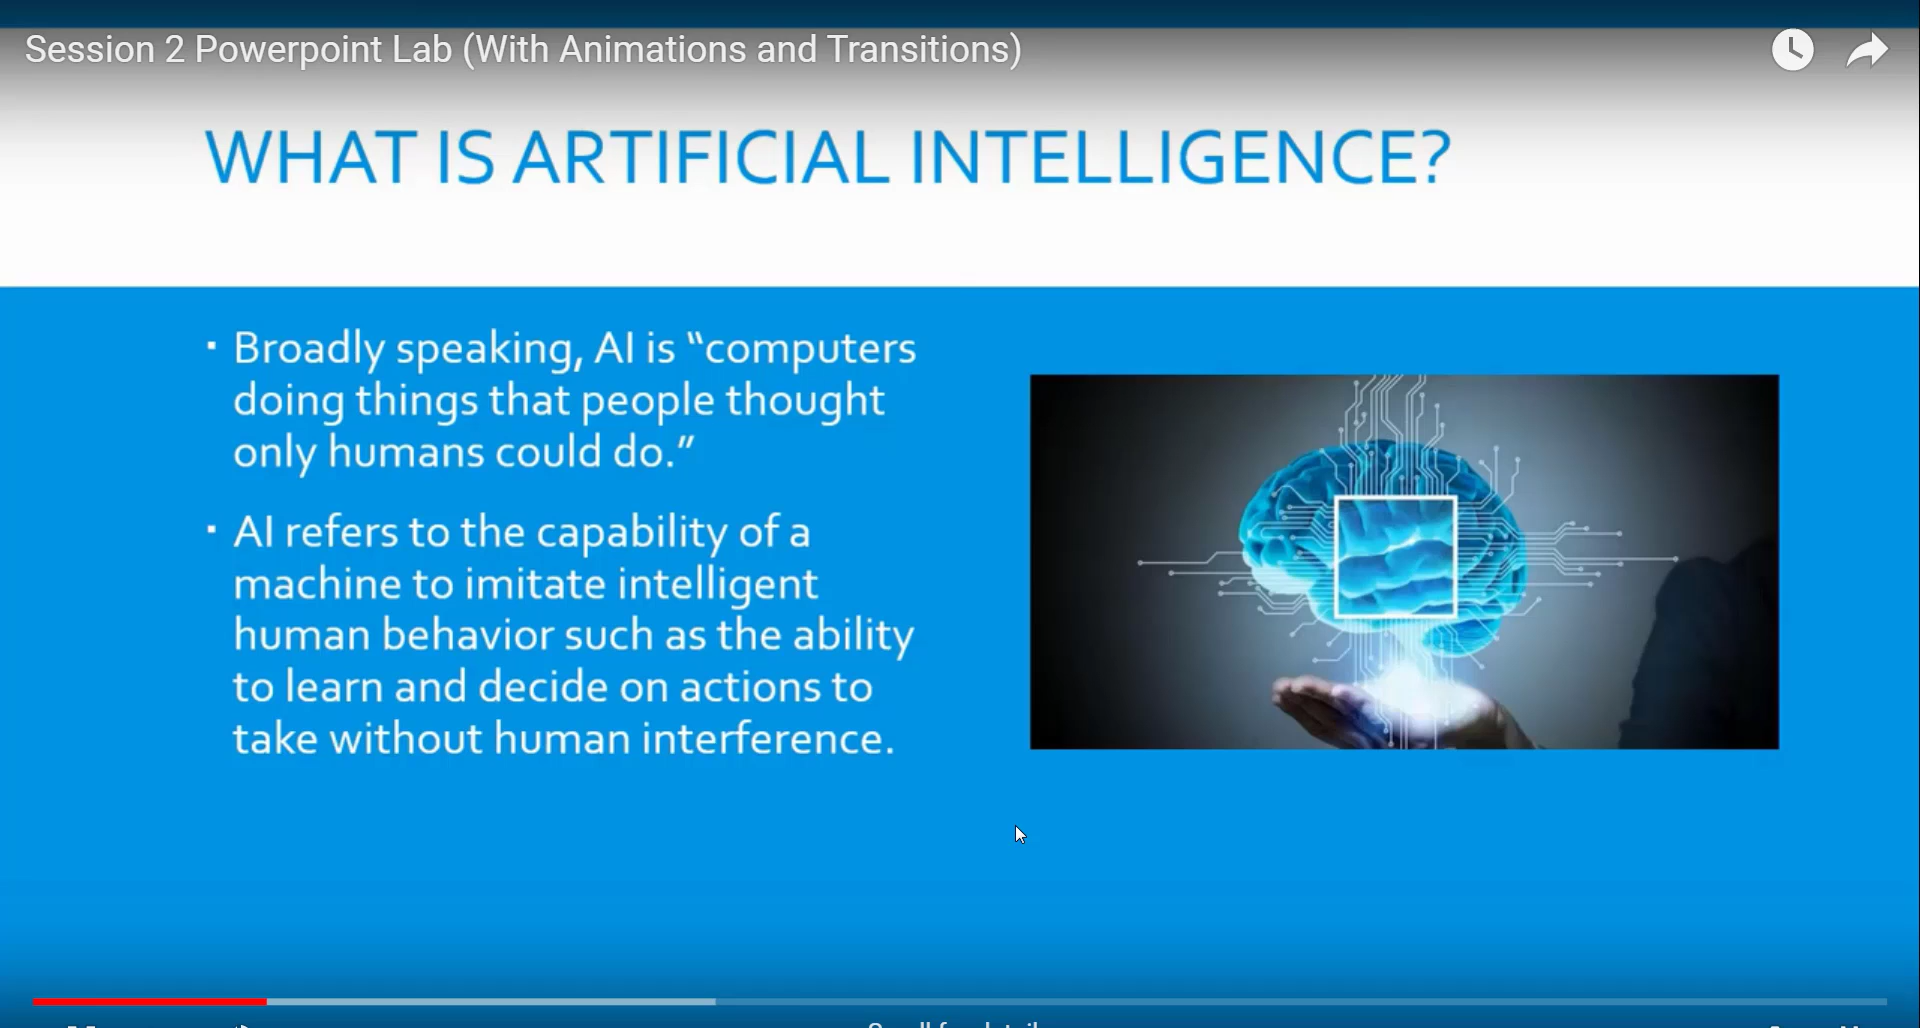 Session 2 Powerpoint Lab (With Animations and Transitions)
WHAT IS ARTIFICIAL INTELLIGENCE?
▪ Broadly speaking, AI is “computers
doing things that people thought
only humans could do.”
▪ AI refers to the capability of a
machine to imitate intelligent
human behavior such as the ability
to learn and decide on actions to
take without human interference.